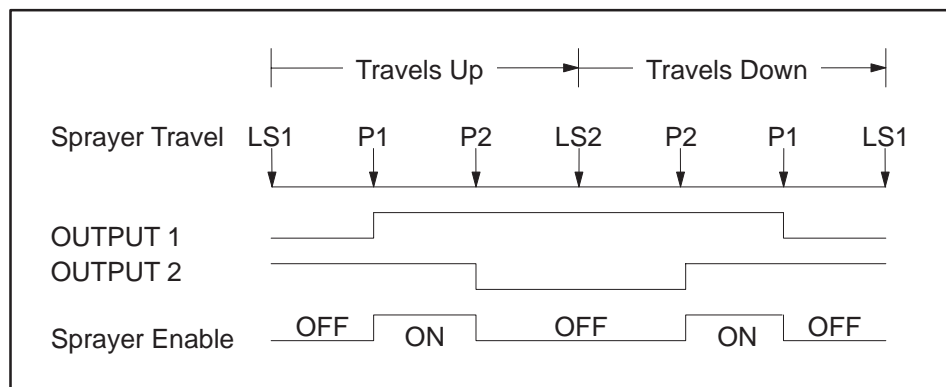 Travels Up Travels Down
Sprayer Travel LS1 P1 P2 LS2 P2 P1 LS1
OUTPUT 1
OUTPUT 2
Sprayer Enable OFF ON OFF ON OFF